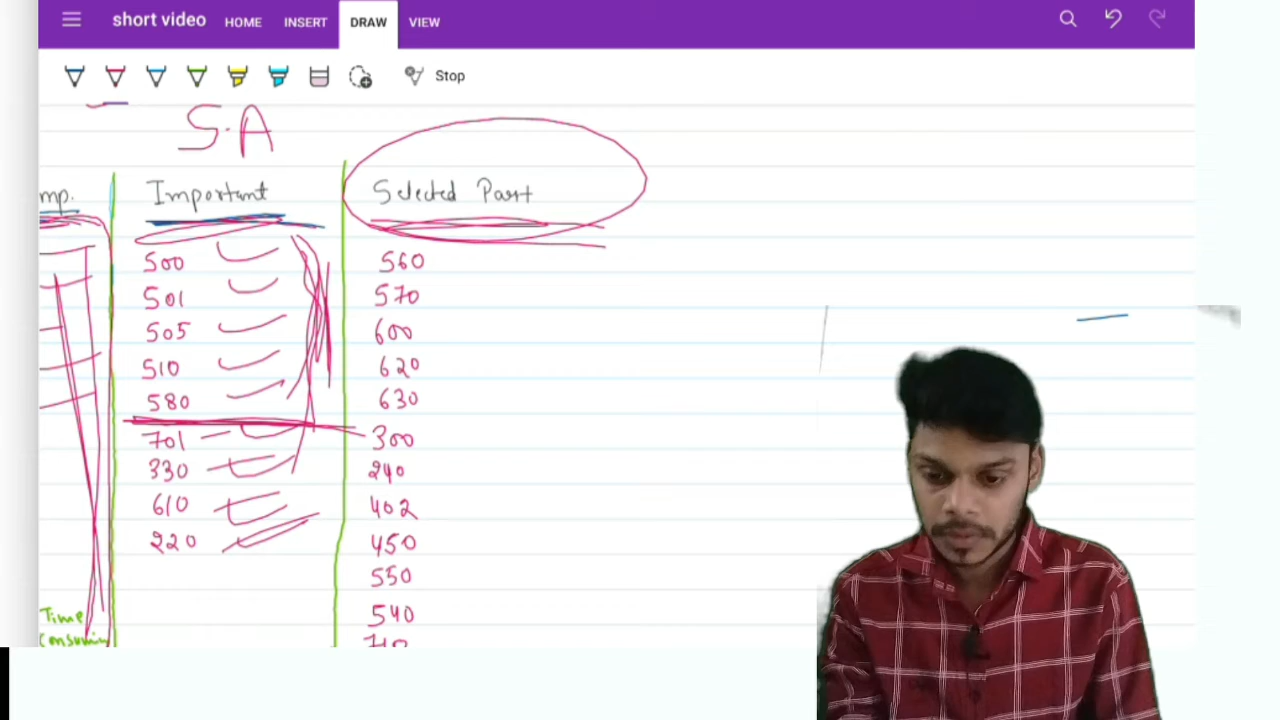 short video HOME INSERT DRAW VIEW
Stop
S.A
mp. Important Selected Part
500 560
501 570
505 600
510 620
580 630
701 300
330 240
610 402
220 450
550
Time 540
Consumin